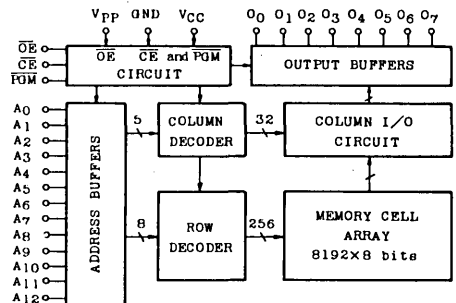 VPP GND VCC O0 O1 O2 O3 O4 O5 O6 O7
OE
CE
PGM
OE CE and PGM
CIRCUIT
OUTPUT BUFFERS
A0
A1
A2
A3
A4
A5
A6
A7
A8
A9
A10
A11
A12
ADDRESS BUFFERS
5
COLUMN
DECODER
32
COLUMN I/O
CIRCUIT
8
ROW
DECODER
256
MEMORY CELL
ARRAY
8192×8 bits